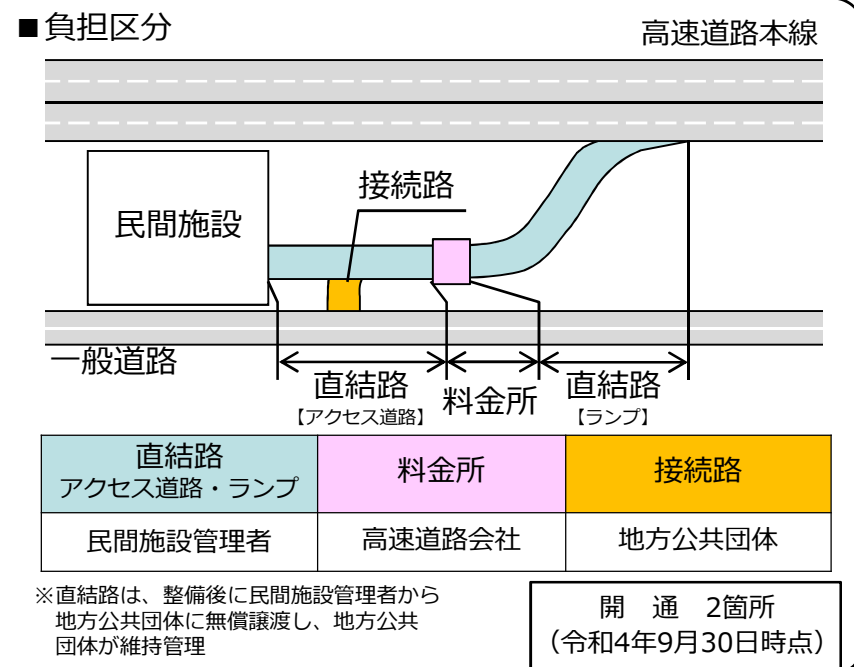 ■負担区分
高速道路本線
接続路
民間施設
一般道路
直結路
【アクセス道路】
料金所
直結路
【ランプ】
直結路
アクセス道路・ランプ
料金所
接続路
民間施設管理者
高速道路会社
地方公共団体
※直結路は、整備後に民間施設管理者から
地方公共団体に無償譲渡し、地方公共
団体が維持管理
開　通　2箇所
（令和4年9月30日時点）